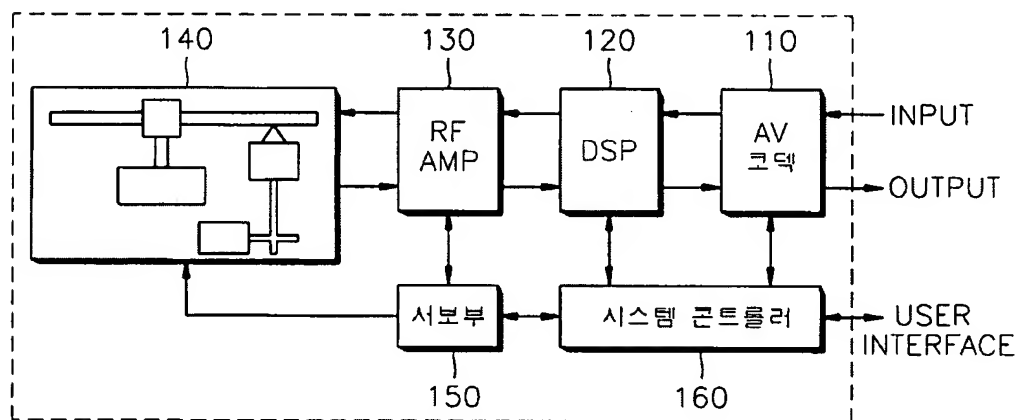 140
130
120
110
RF
AMP
DSP
AV
코덱
INPUT
OUTPUT
서보부
시스템 콘트롤러
USER
INTERFACE
150
160